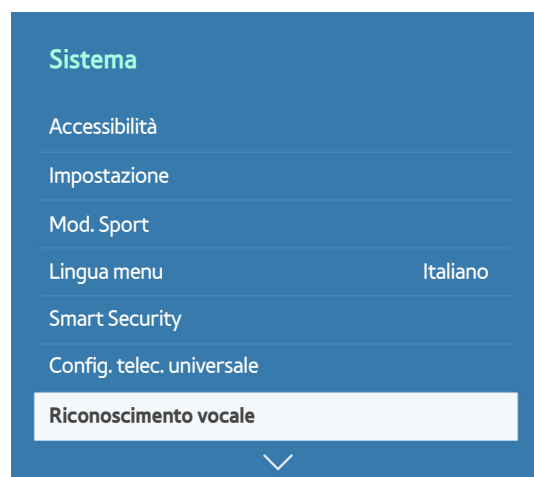 Sistema
Accessibilità
Impostazione
Mod. Sport
Lingua menu Italiano
Smart Security
Config. telec. universale
Riconoscimento vocale